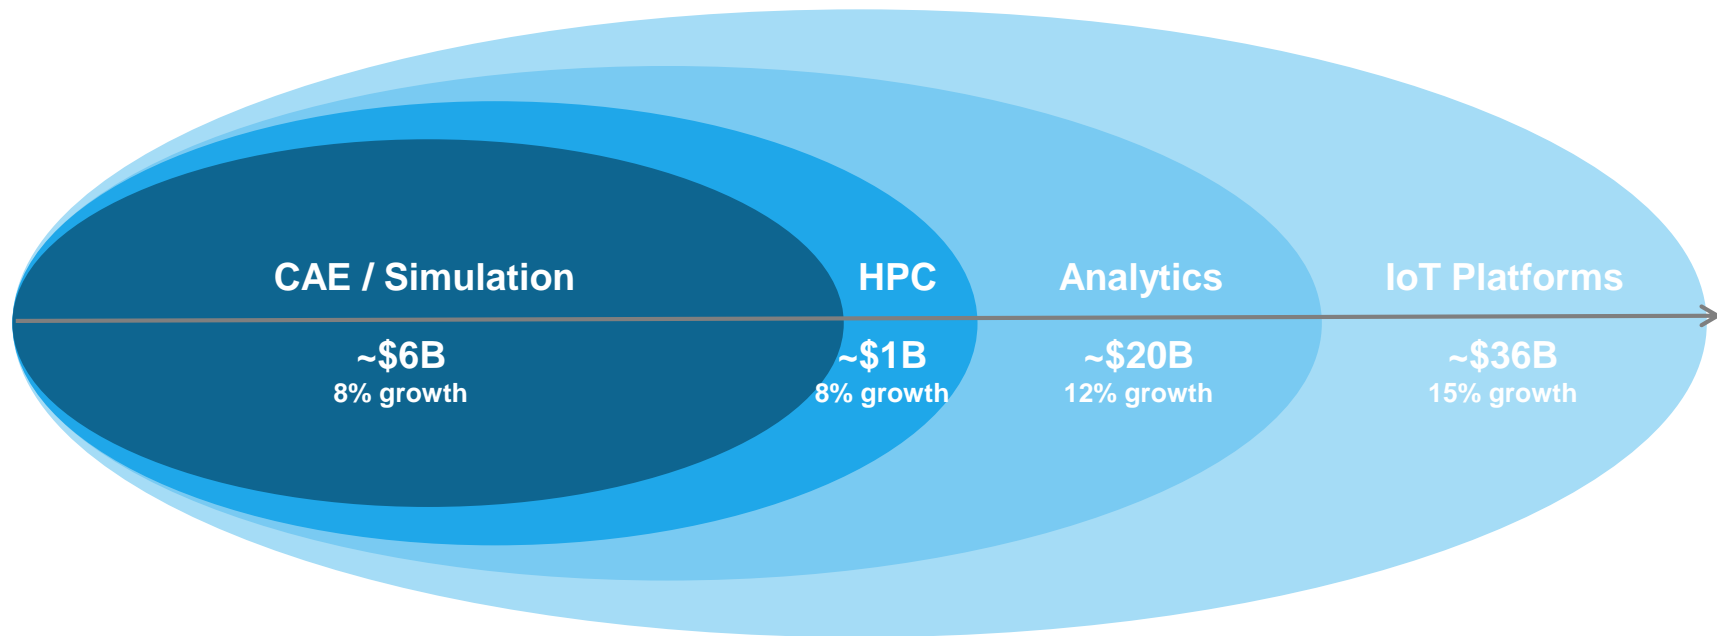 CAE / Simulation
~$6B
8% growth
HPC
~$1B
8% growth
Analytics
~$20B
12% growth
IoT Platforms
~$36B
15% growth